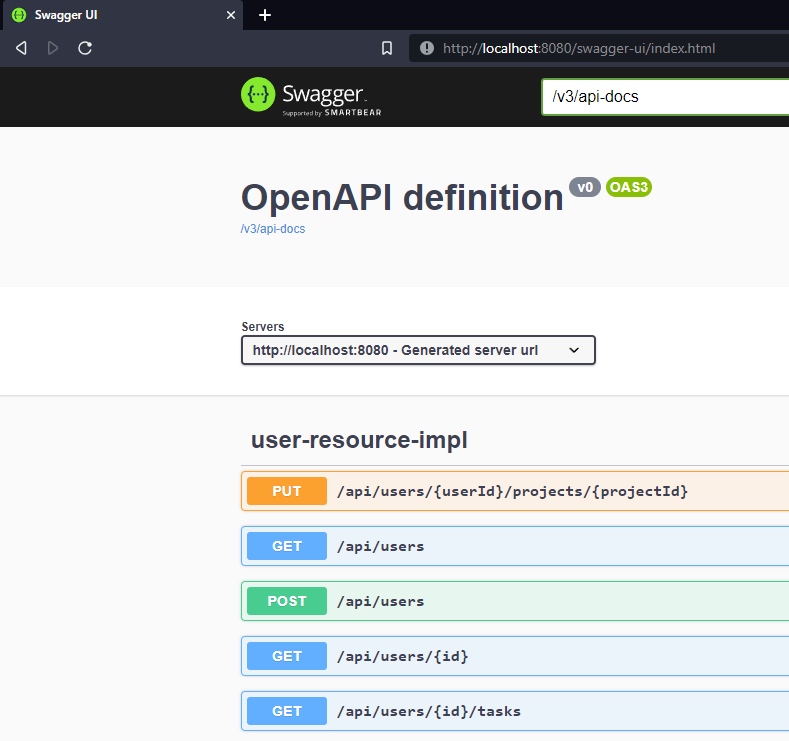 Swagger UI
http://localhost:8080/swagger-ui/index.html
Swagger
Supported by SMARTBEAR
/v3/api-docs
OpenAPI definition v0 OAS3
/v3/api-docs
Servers
http://localhost:8080 - Generated server url
user-resource-impl
PUT /api/users/{userId}/projects/{projectId}
GET /api/users
POST /api/users
GET /api/users/{id}
GET /api/users/{id}/tasks